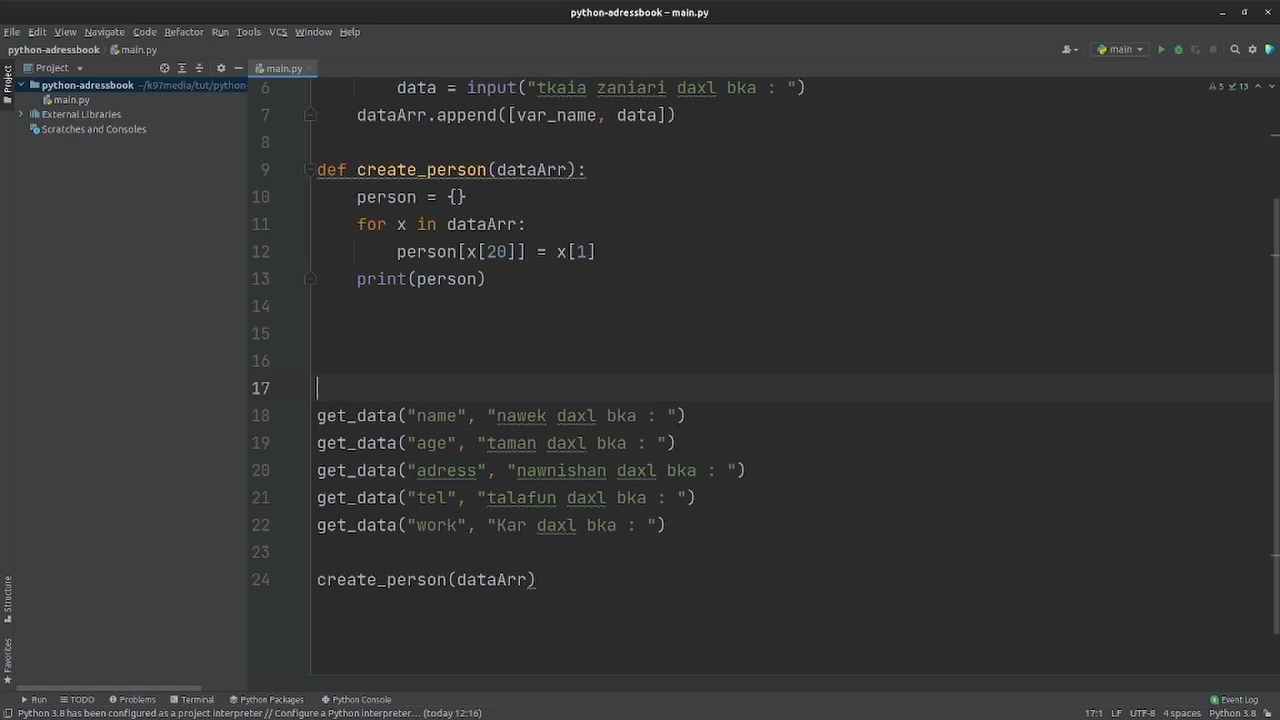 python-adressbook – main.py
File Edit View Navigate Code Refactor Run Tools VCS Window Help
python-adressbook main.py main
Project main.py
python-adressbook ~/k97media/tut/python-
main.py
External Libraries
Scratches and Consoles
Project
Structure
Favorites
5 13
6 data = input("tkaia zaniari daxl bka : ")
7 dataArr.append([var_name, data])
8
9 def create_person(dataArr):
10 person = {}
11 for x in dataArr:
12 person[x[20]] = x[1]
13 print(person)
14
15
16
17
18 get_data("name", "nawek daxl bka : ")
19 get_data("age", "taman daxl bka : ")
20 get_data("adress", "nawnishan daxl bka : ")
21 get_data("tel", "talafun daxl bka : ")
22 get_data("work", "Kar daxl bka : ")
23
24 create_person(dataArr)
Run TODO Problems Terminal Python Packages Python Console Event Log
Python 3.8 has been configured as a project interpreter // Configure a Python interpreter... (today 12:16) 17:1 LF UTF-8 4 spaces Python 3.8